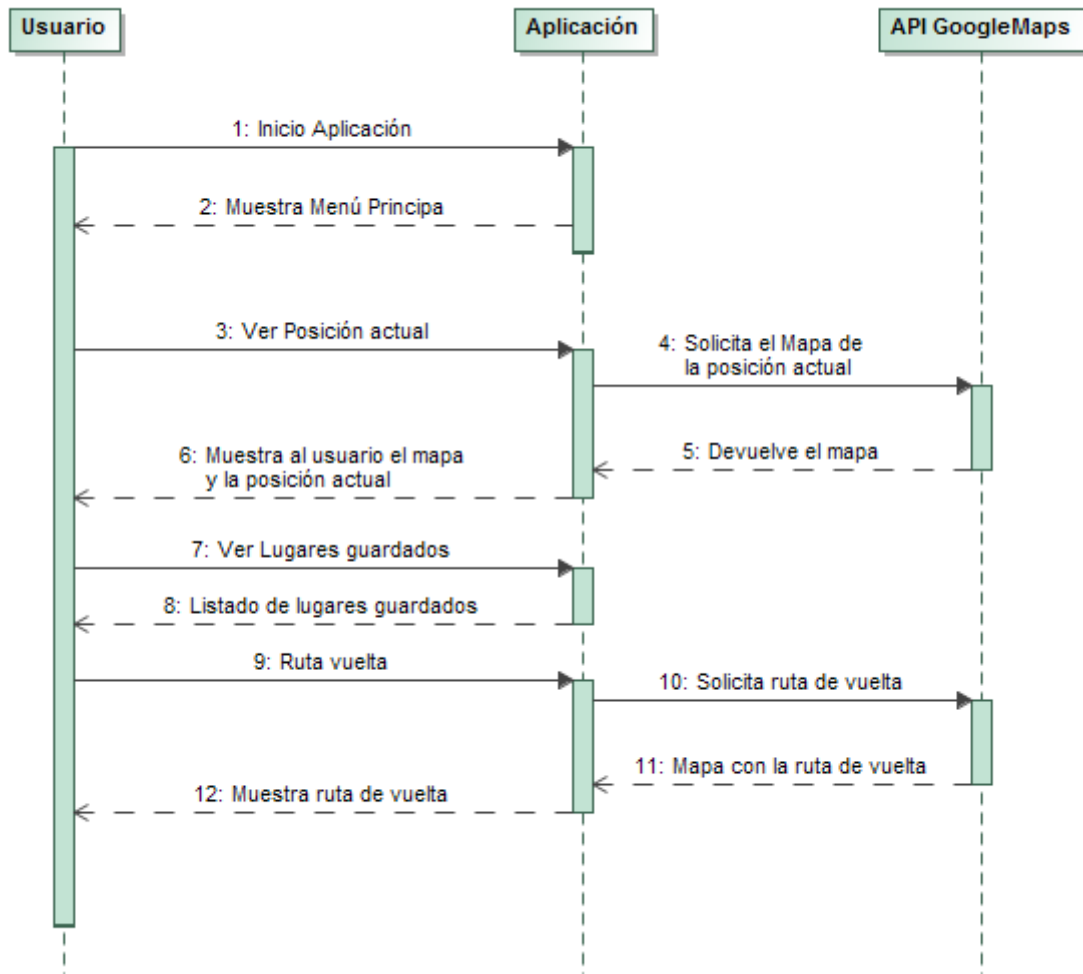 Usuario
Aplicación
API GoogleMaps
1: Inicio Aplicación
2: Muestra Menú Principa
3: Ver Posición actual
4: Solicita el Mapa de
la posición actual
5: Devuelve el mapa
6: Muestra al usuario el mapa
y la posición actual
7: Ver Lugares guardados
8: Listado de lugares guardados
9: Ruta vuelta
10: Solicita ruta de vuelta
11: Mapa con la ruta de vuelta
12: Muestra ruta de vuelta